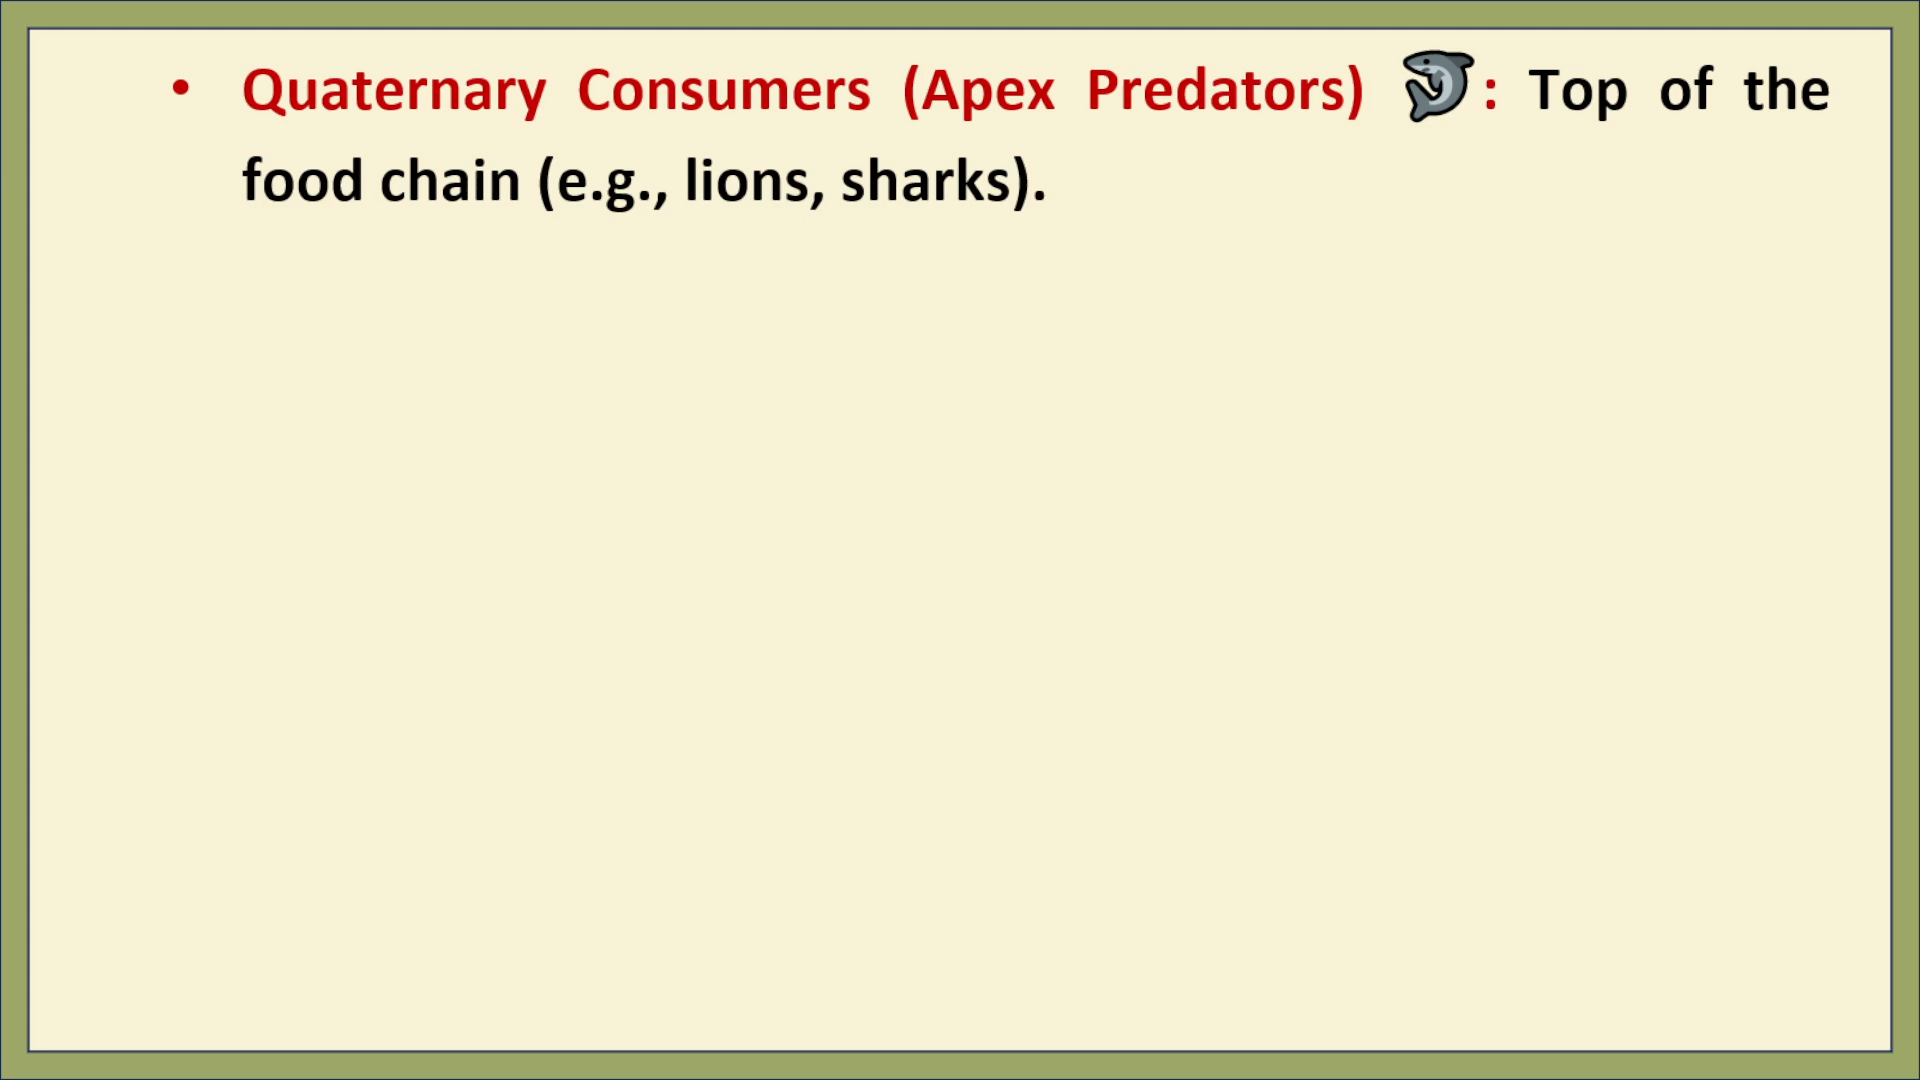 • Quaternary Consumers (Apex Predators) 🦈: Top of the
food chain (e.g., lions, sharks).